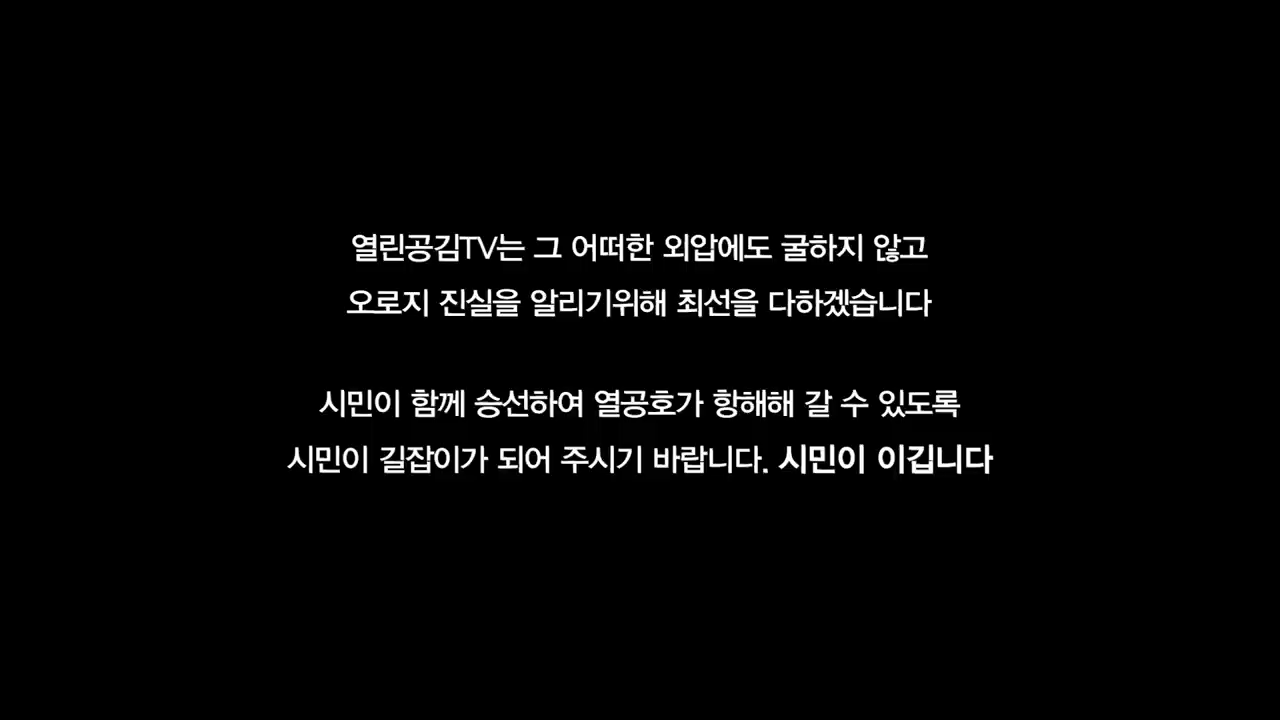 열린공김TV는 그 어떠한 외압에도 굴하지 않고
오로지 진실을 알리기위해 최선을 다하겠습니다
시민이 함께 승선하여 열공호가 항해해 갈 수 있도록
시민이 길잡이가 되어 주시기 바랍니다. 시민이 이깁니다